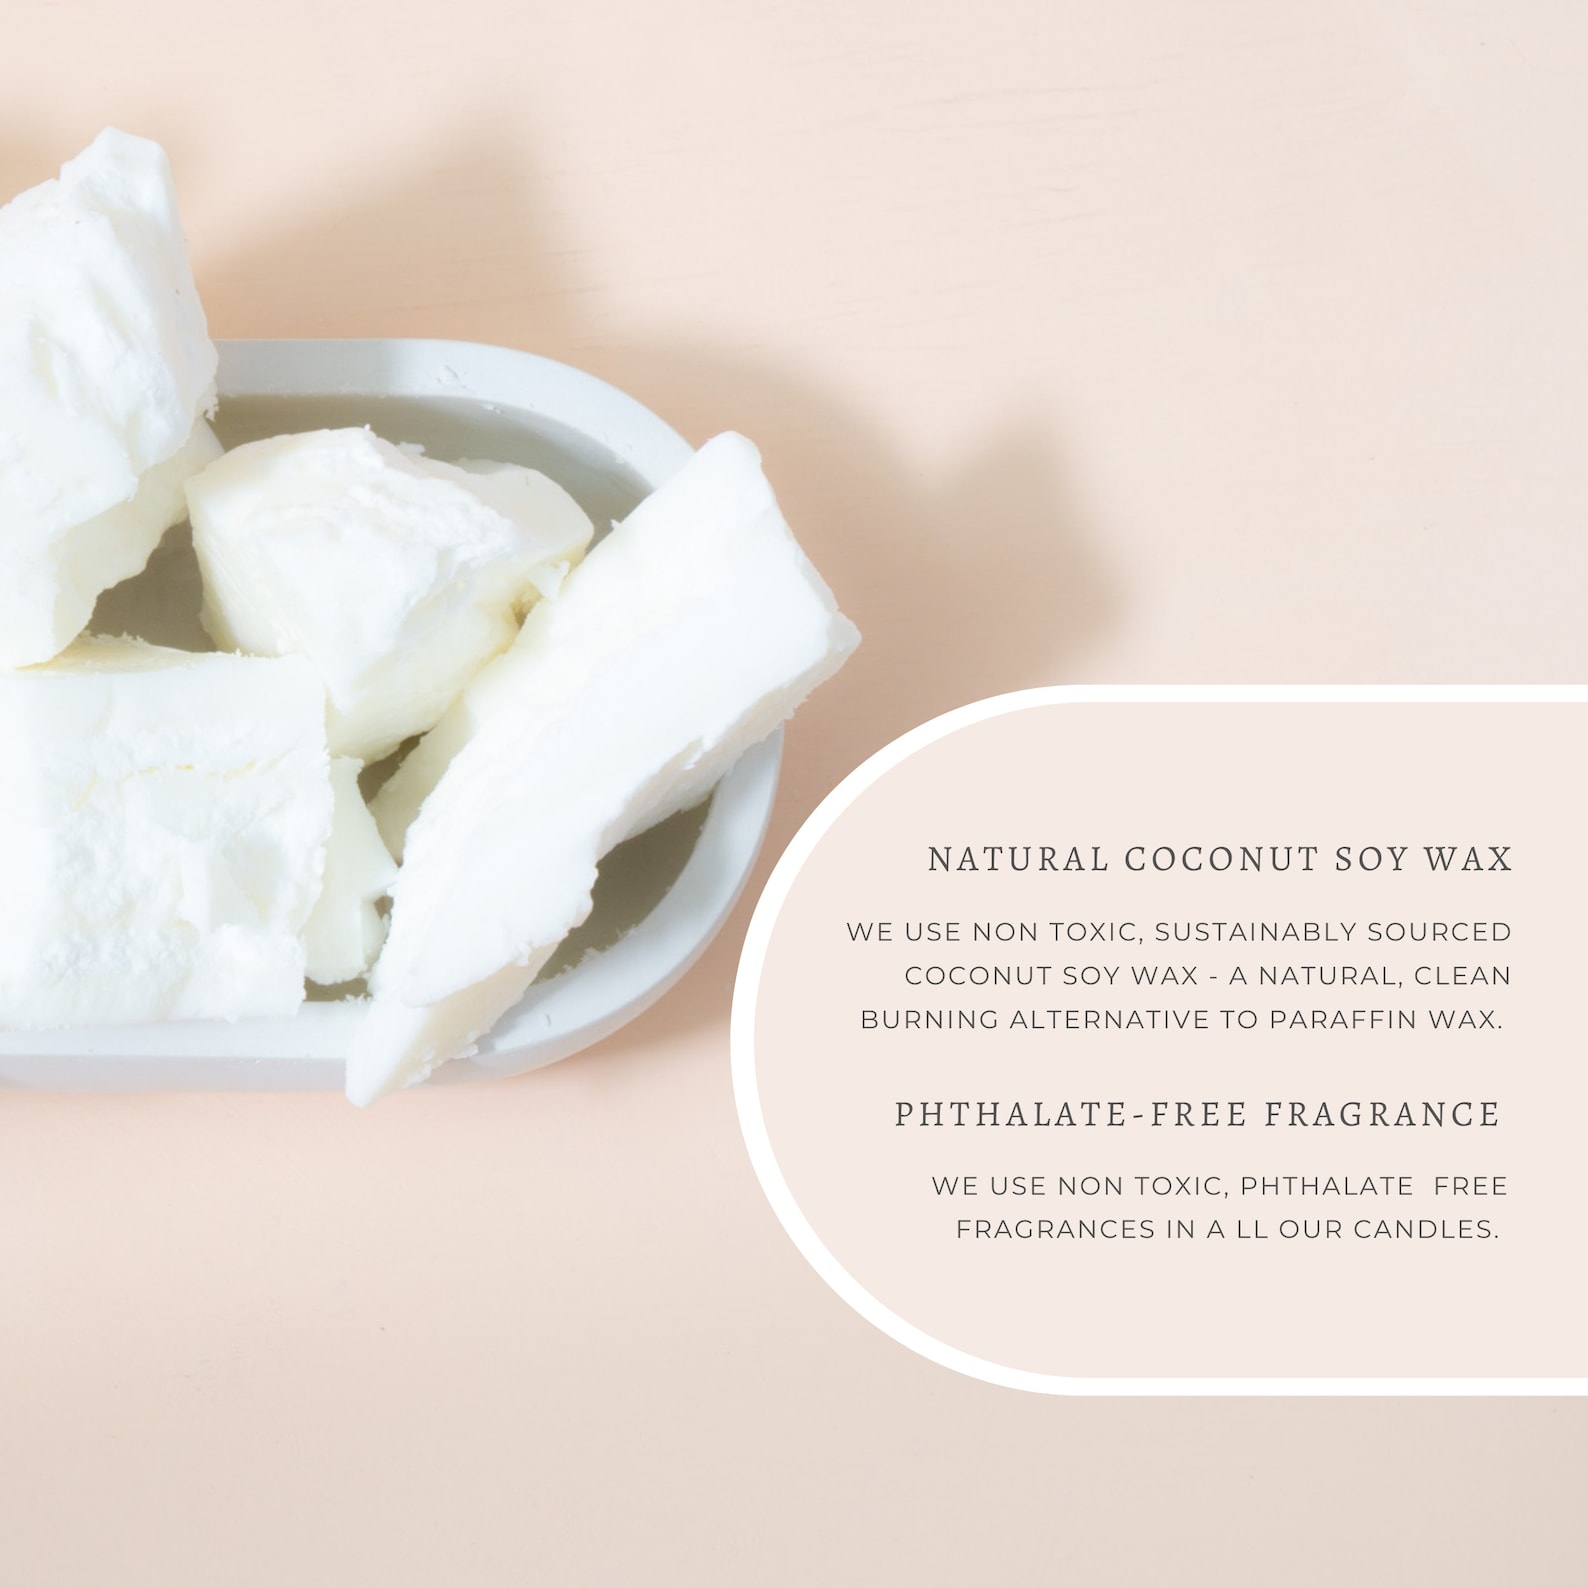 NATURAL COCONUT SOY WAX
WE USE NON TOXIC, SUSTAINABLY SOURCED
COCONUT SOY WAX - A NATURAL, CLEAN
BURNING ALTERNATIVE TO PARAFFIN WAX.
PHTHALATE-FREE FRAGRANCE
WE USE NON TOXIC, PHTHALATE  FREE
FRAGRANCES IN A LL OUR CANDLES.